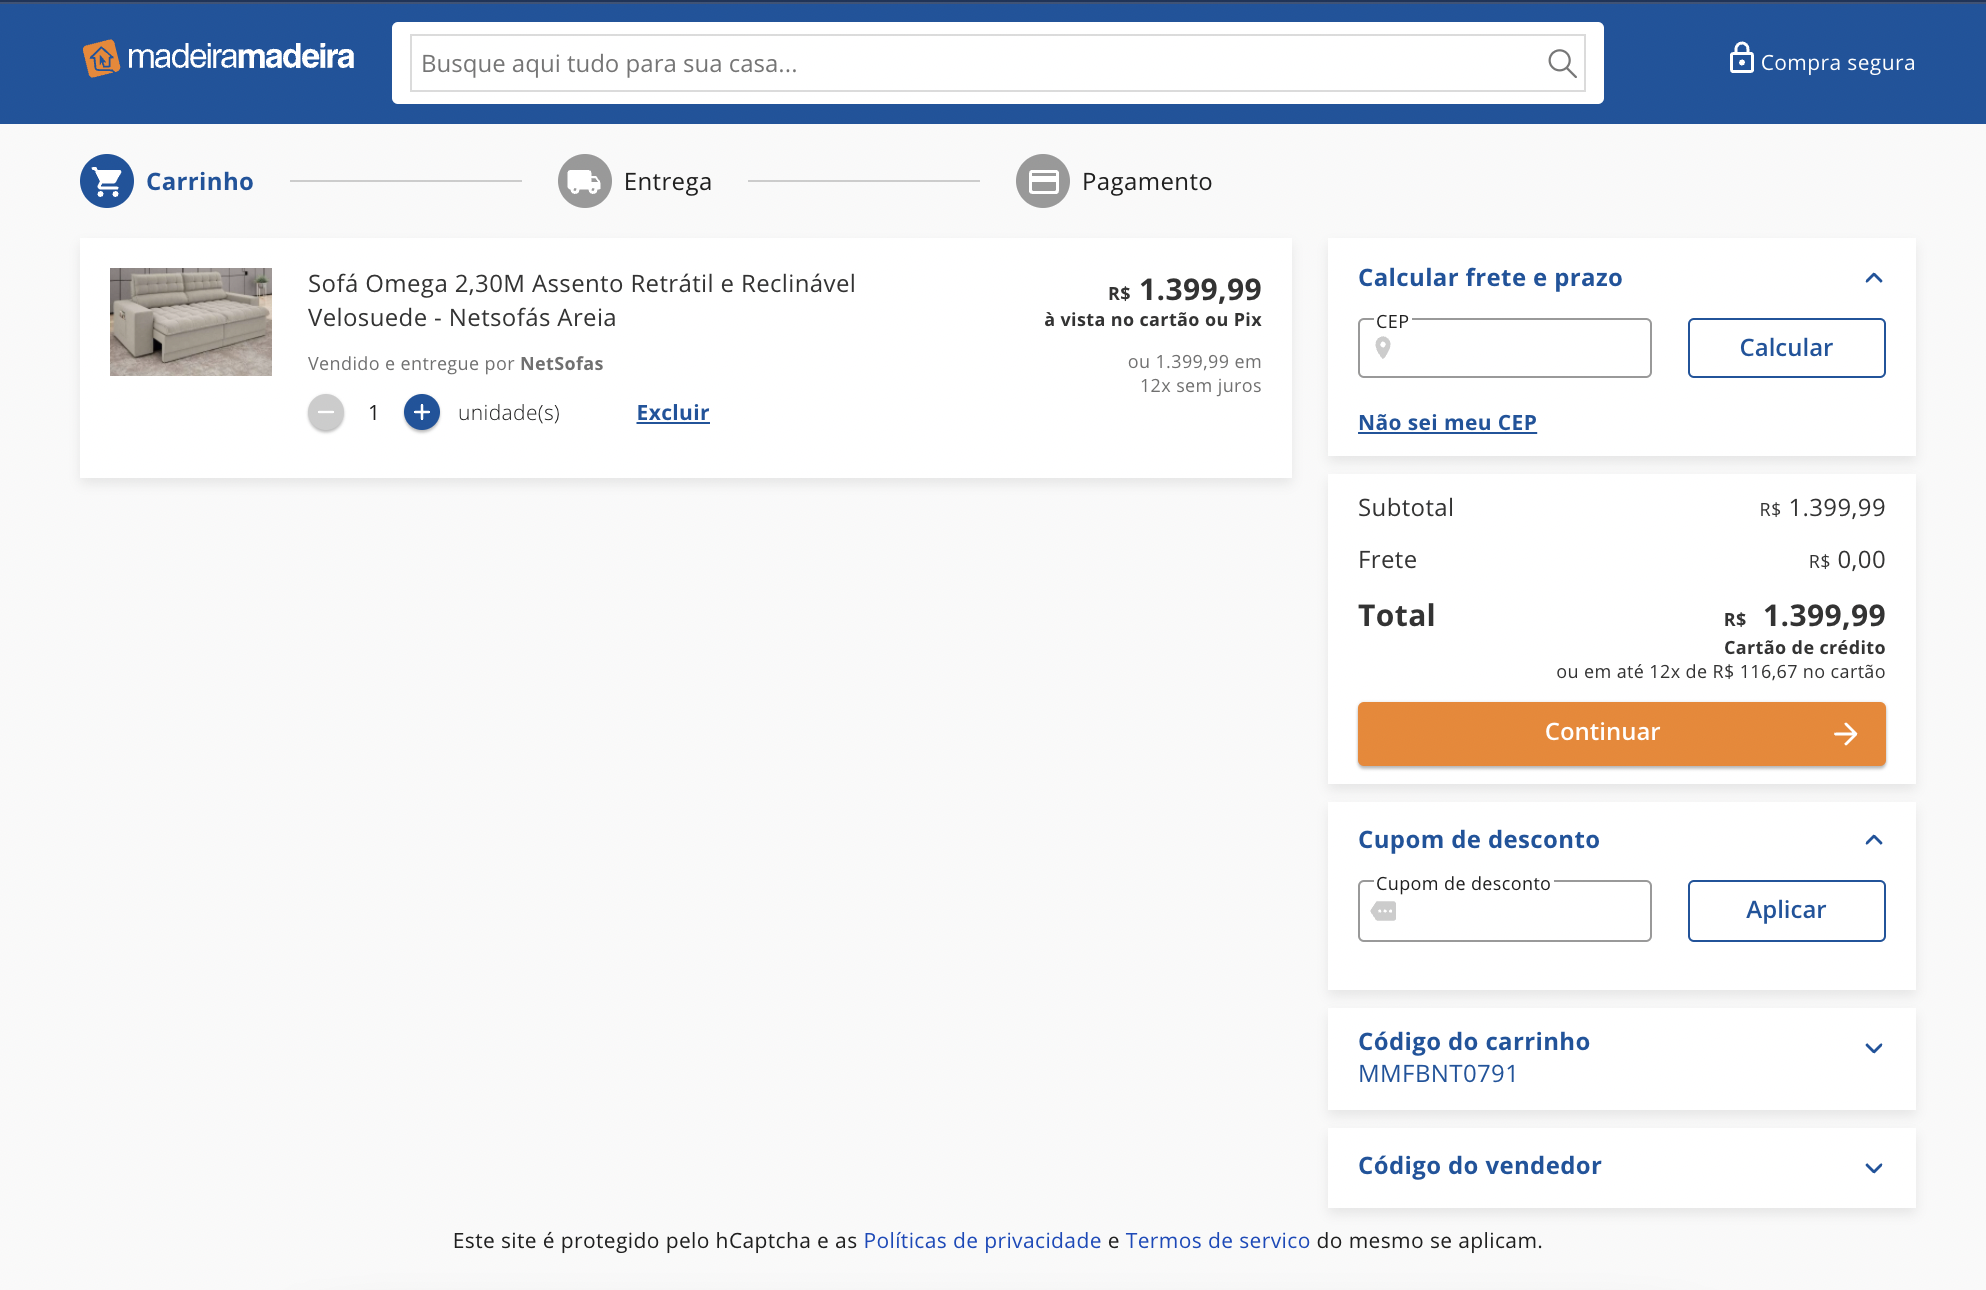 madeiramadeira
Busque aqui tudo para sua casa...
Compra segura
Carrinho
Entrega
Pagamento
Sofá Omega 2,30M Assento Retrátil e Reclinável
Velosuede - Netsofás Areia
Vendido e entregue por NetSofas
1
unidade(s)
Excluir
R$ 1.399,99
à vista no cartão ou Pix
ou 1.399,99 em
12x sem juros
Calcular frete e prazo
CEP
Calcular
Não sei meu CEP
Subtotal
R$ 1.399,99
Frete
R$ 0,00
Total
R$ 1.399,99
Cartão de crédito
ou em até 12x de R$ 116,67 no cartão
Continuar
Cupom de desconto
Cupom de desconto
Aplicar
Código do carrinho
MMFBNT0791
Código do vendedor
Este site é protegido pelo hCaptcha e as Políticas de privacidade e Termos de servico do mesmo se aplicam.